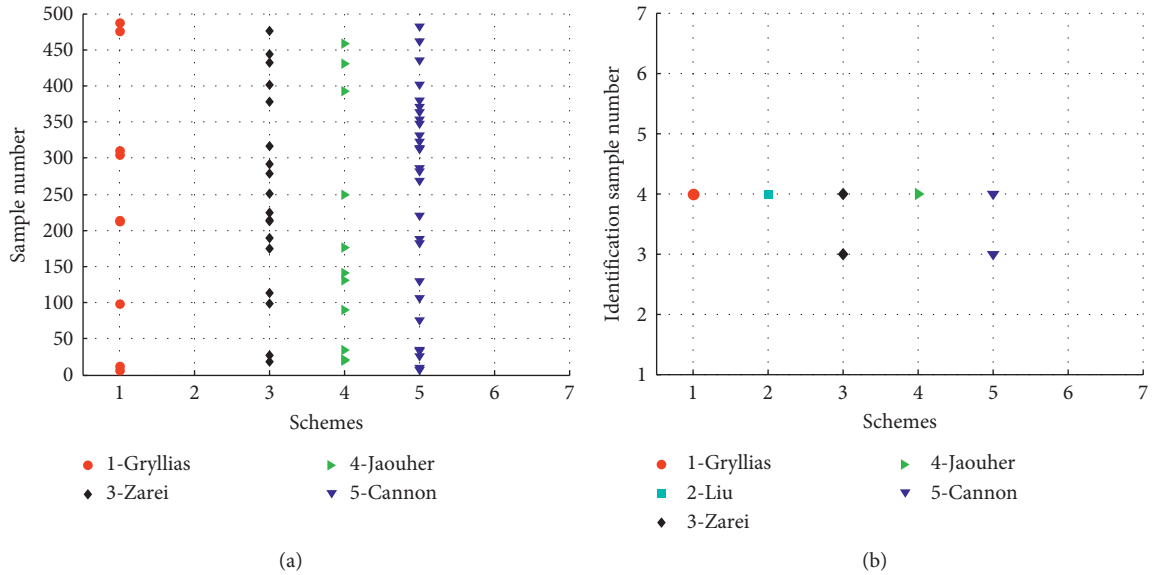 500
450
400
350
300
250
200
150
100
50
0
Sample number
1 2 3 4 5 6 7
Schemes
1-Gryllias
3-Zarei
4-Jaouher
5-Cannon
(a)
7
6
5
4
3
2
1
Identification sample number
1 2 3 4 5 6 7
Schemes
1-Gryllias
2-Liu
3-Zarei
4-Jaouher
5-Cannon
(b)